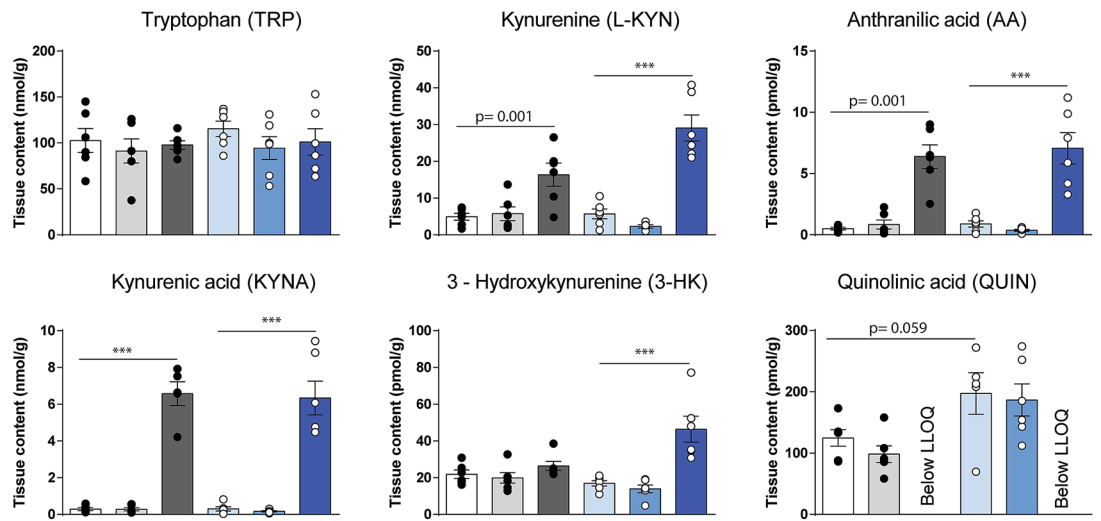 Tryptophan (TRP)
Kynurenine (L-KYN)
Anthranilic acid (AA)
Tissue content (nmol/g)
200
150
100
50
0
Tissue content (nmol/g)
50
40
30
20
10
0
p= 0.001
***
Tissue content (pmol/g)
15
10
5
0
p= 0.001
***
Kynurenic acid (KYNA)
3 - Hydroxykynurenine (3-HK)
Quinolinic acid (QUIN)
Tissue content (nmol/g)
10
8
6
4
2
0
***
***
Tissue content (pmol/g)
100
80
60
40
20
0
***
Tissue content (pmol/g)
300
200
100
0
p= 0.059
Below LLOQ
Below LLOQ